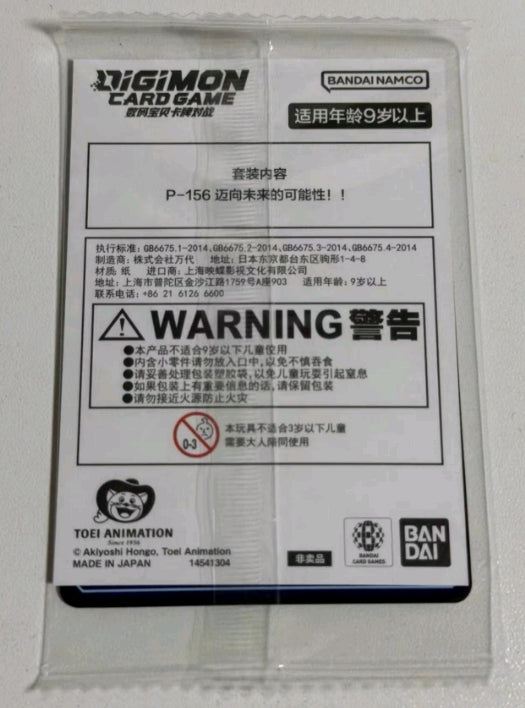 DIGIMON
CARD GAME
数码宝贝卡牌对战
BANDAI NAMCO
适用年龄9岁以上
套装内容
P-156 迈向未来的可能性！！
执行标准: GB6675.1-2014、GB6675.2-2014、GB6675.3-2014、GB6675.4-2014
制造商: 株式会社万代 地址: 日本东京都台东区驹形1-4-8
材质: 纸 进口商: 上海映蝶影视文化有限公司
地址: 上海市普陀区金沙江路1759号A座903 适用年龄: 9岁以上
联系电话: +86 21 6126 6600
WARNING 警告
●本产品不适合9岁以下儿童使用
●内含小零件请勿放入口中,以免不慎吞食
●请妥善处理包装塑胶袋,以免儿童玩耍引起窒息
●如果包装上有重要信息的话,请保留包装
●请勿接近火源防止火灾
0-3
本玩具不适合3岁以下儿童
需要大人陪同使用
TOEI ANIMATION
Since 1956
© Akiyoshi Hongo, Toei Animation
MADE IN JAPAN 14541304
非卖品
BANDAI
CARD GAMES
BAN
DAI